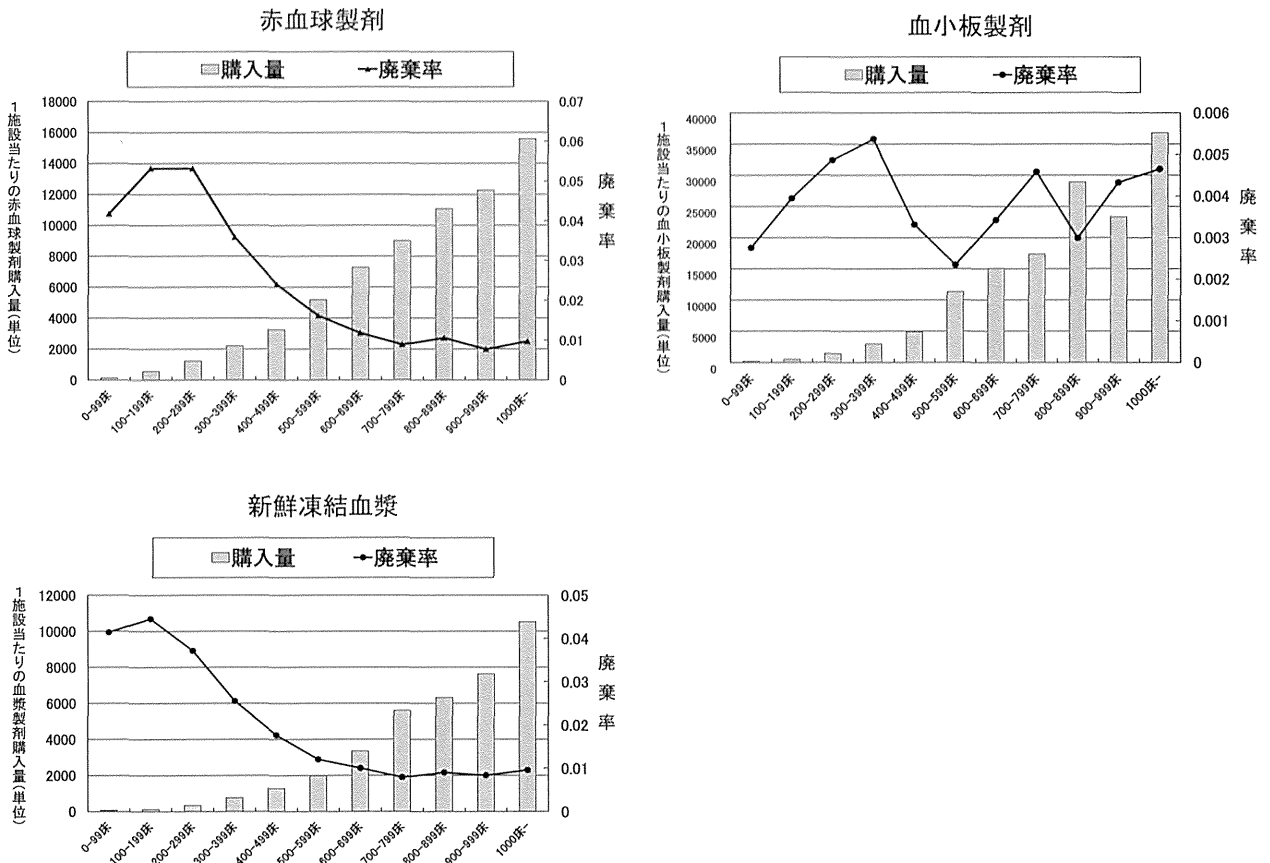 赤血球製剤
購入量 廃棄率
1施設当たりの赤血球製剤購入量(単位)
18000
16000
14000
12000
10000
8000
6000
4000
2000
0
0.07
0.06
0.05
0.04
0.03
0.02
0.01
0
廃棄率
0-99床
100-199床
200-299床
300-399床
400-499床
500-599床
600-699床
700-799床
800-899床
900-999床
1000床-
血小板製剤
購入量 廃棄率
1施設当たりの血小板製剤購入量(単位)
40000
35000
30000
25000
20000
15000
10000
5000
0
0.006
0.005
0.004
0.003
0.002
0.001
0
廃棄率
0-99床
100-199床
200-299床
300-399床
400-499床
500-599床
600-699床
700-799床
800-899床
900-999床
1000床-
新鮮凍結血漿
購入量 廃棄率
1施設当たりの血漿製剤購入量(単位)
12000
10000
8000
6000
4000
2000
0
0.05
0.04
0.03
0.02
0.01
0
廃棄率
0-99床
100-199床
200-299床
300-399床
400-499床
500-599床
600-699床
700-799床
800-899床
900-999床
1000床-